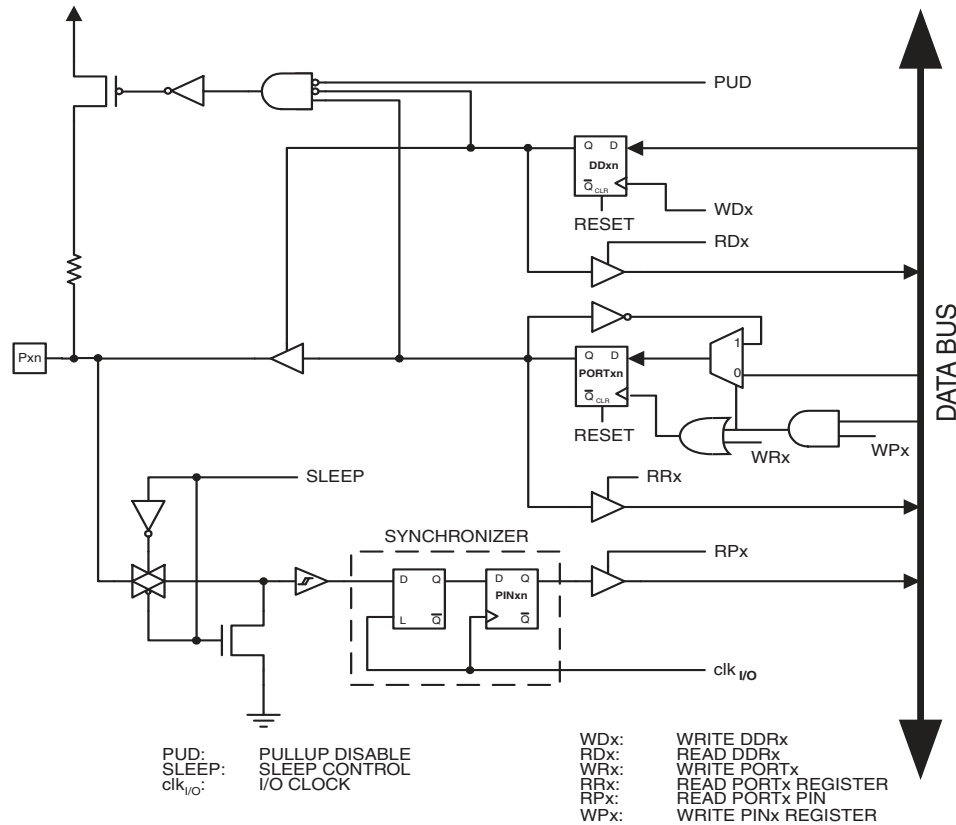 PUD
Q D
DDxn
Q CLR
WDx
RESET
RDx
1
Pxn
Q D
0
PORTxn
Q CLR
RESET
WRx
WPx
DATA BUS
RRx
SLEEP
SYNCHRONIZER
RPx
D Q
D Q
PINxn
L Q
Q
clk I/O
PUD: PULLUP DISABLE
SLEEP: SLEEP CONTROL
clkI/O: I/O CLOCK
WDx: WRITE DDRx
RDx: READ DDRx
WRx: WRITE PORTx
RRx: READ PORTx REGISTER
RPx: READ PORTx PIN
WPx: WRITE PINx REGISTER